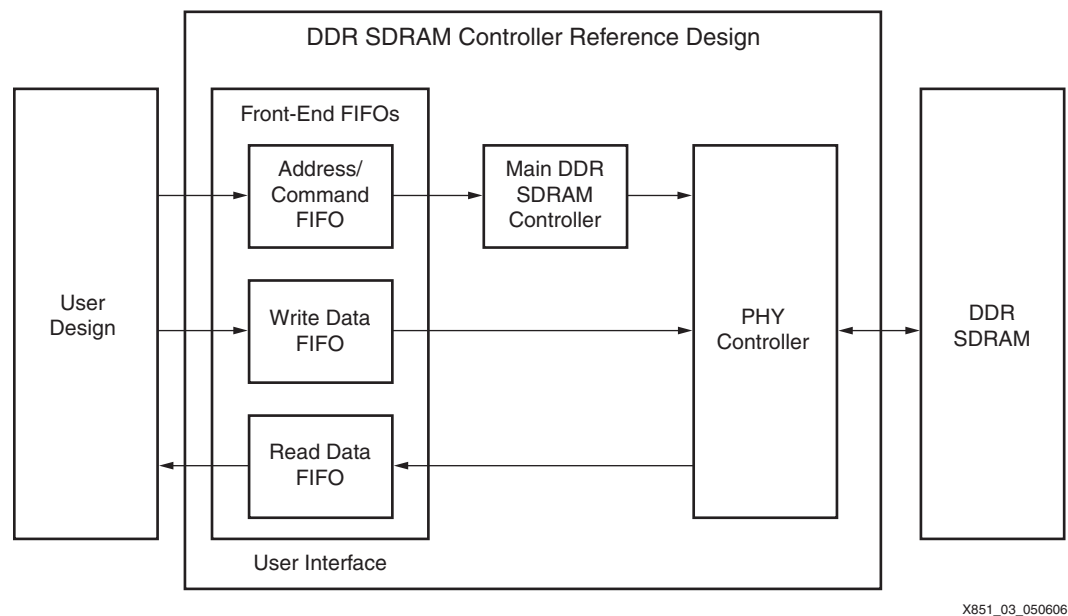 DDR SDRAM Controller Reference Design
Front-End FIFOs
Address/
Command
FIFO
Main DDR
SDRAM
Controller
User
Design
Write Data
FIFO
PHY
Controller
DDR
SDRAM
Read Data
FIFO
User Interface
X851_03_050606